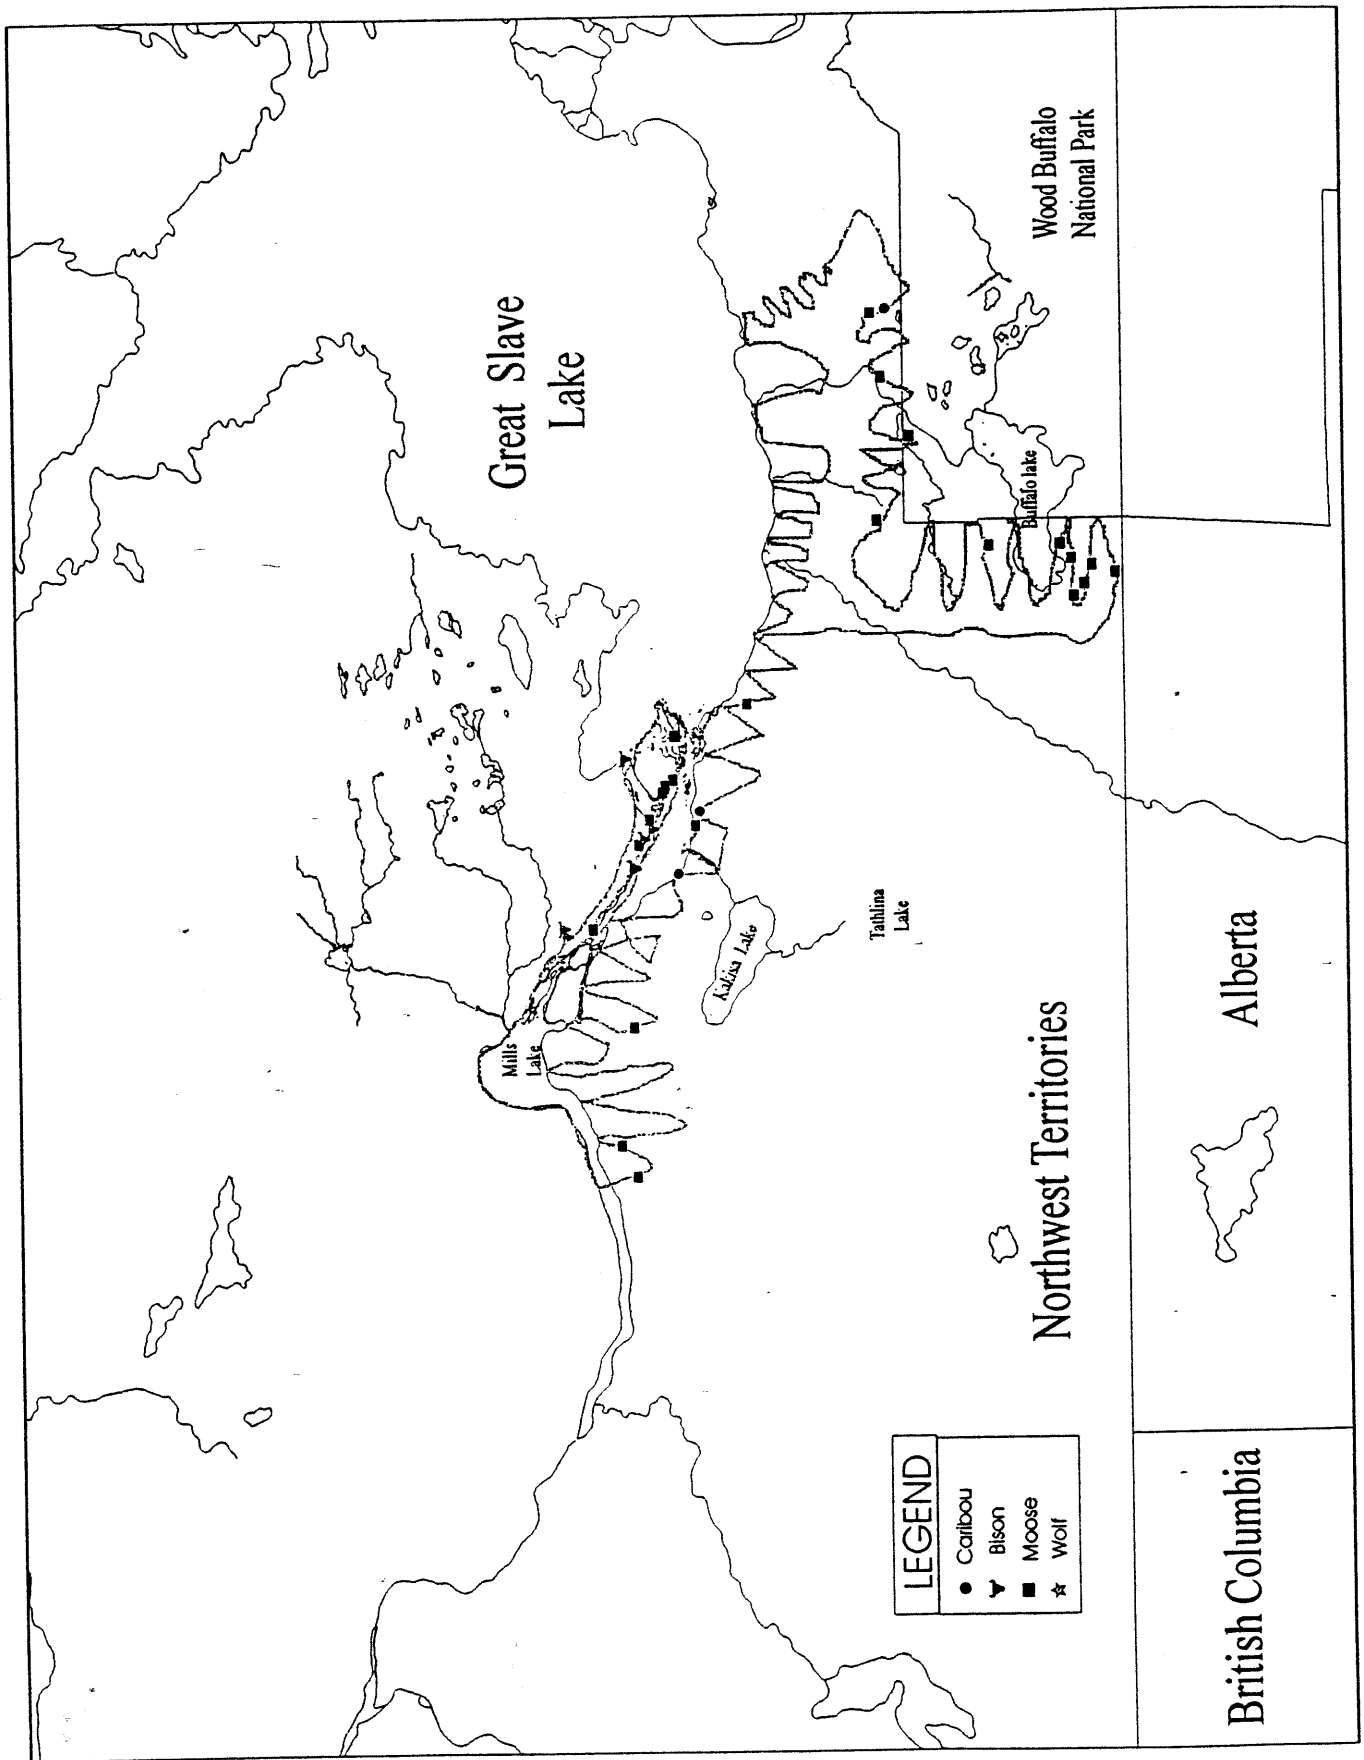 Great Slave
Lake
Wood Buffalo
National Park
Buffalo lake
Mills
Lake
Kakisa Lake
Tathlina
Lake
Northwest Territories
Alberta
British Columbia
LEGEND
Caribou
Bison
Moose
Wolf